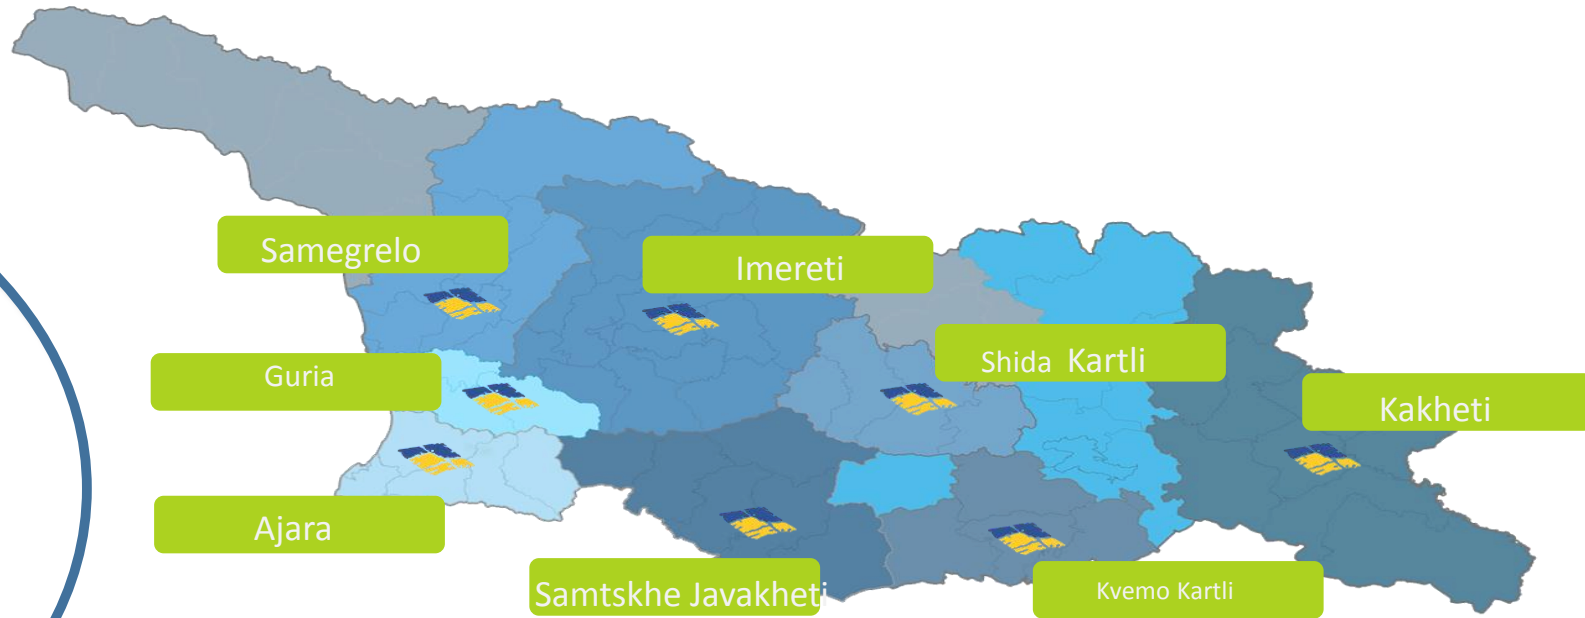 Samegrelo
Imereti
Shida Kartli
Guria
Kakheti
Ajara
Samtskhe Javakheti
Kvemo Kartli